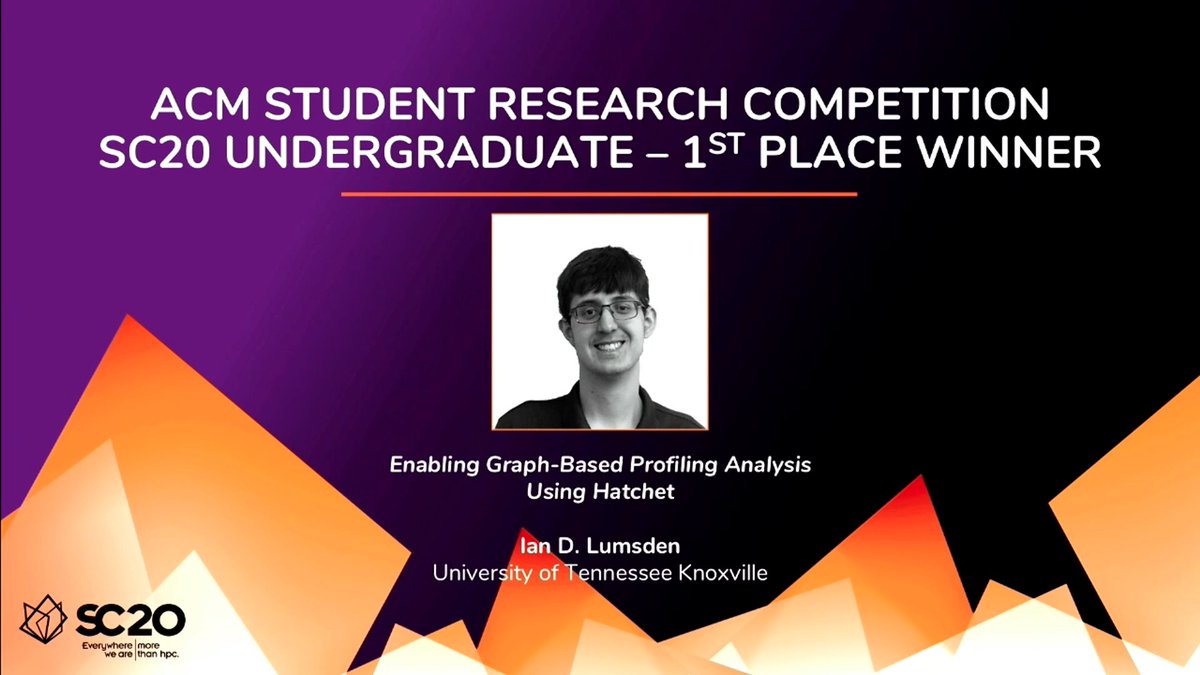 ACM STUDENT RESEARCH COMPETITION
SC20 UNDERGRADUATE – 1ST PLACE WINNER
Enabling Graph-Based Profiling Analysis
Using Hatchet
Ian D. Lumsden
University of Tennessee Knoxville
SC20
Everywhere | more
we are | than hpc.